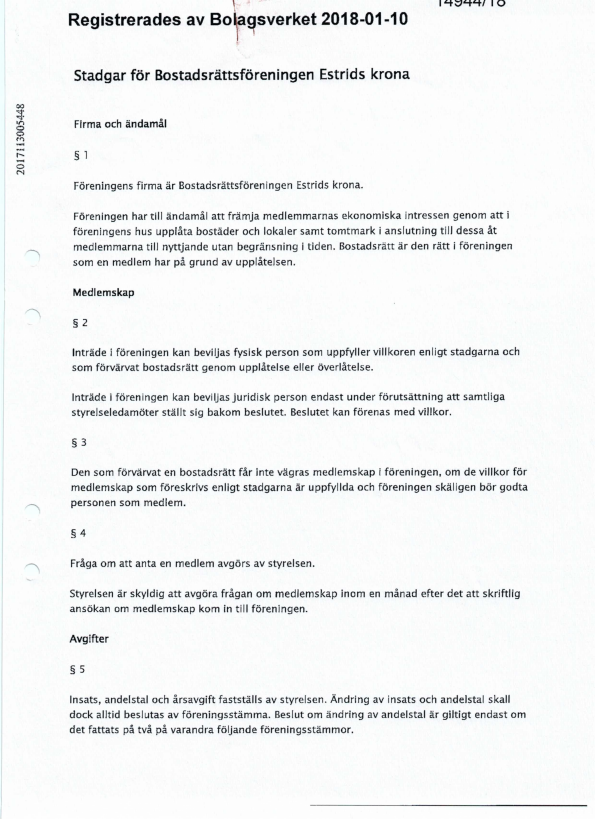 14944/18
Registrerades av Bolagsverket 2018-01-10
Stadgar för Bostadsrättsföreningen Estrids krona
2017113005448
Firma och ändamål
§ 1
Föreningens firma är Bostadsrättsföreningen Estrids krona.
Föreningen har till ändamål att främja medlemmarnas ekonomiska intressen genom att i
föreningens hus upplåta bostäder och lokaler samt tomtmark i anslutning till dessa åt
medlemmarna till nyttjande utan begränsning i tiden. Bostadsrätt är den rätt i föreningen
som en medlem har på grund av upplåtelsen.
Medlemskap
§ 2
Inträde i föreningen kan beviljas fysisk person som uppfyller villkoren enligt stadgarna och
som förvärvat bostadsrätt genom upplåtelse eller överlåtelse.
Inträde i föreningen kan beviljas juridisk person endast under förutsättning att samtliga
styrelseledamöter ställt sig bakom beslutet. Beslutet kan förenas med villkor.
§ 3
Den som förvärvat en bostadsrätt får inte vägras medlemskap i föreningen, om de villkor för
medlemskap som föreskrivs enligt stadgarna är uppfyllda och föreningen skäligen bör godta
personen som medlem.
§ 4
Fråga om att anta en medlem avgörs av styrelsen.
Styrelsen är skyldig att avgöra frågan om medlemskap inom en månad efter det att skriftlig
ansökan om medlemskap kom in till föreningen.
Avgifter
§ 5
Insats, andelstal och årsavgift fastställs av styrelsen. Ändring av insats och andelstal skall
dock alltid beslutas av föreningsstämma. Beslut om ändring av andelstal är giltigt endast om
det fattats på två på varandra följande föreningsstämmor.